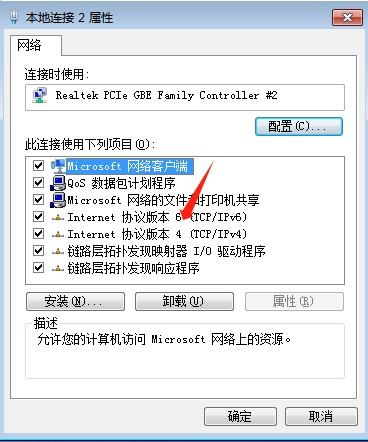 本地连接 2 属性
网络
连接时使用:
Realtek PCIe GBE Family Controller #2
配置(C)...
此连接使用下列项目(O):
Microsoft 网络客户端
QoS 数据包计划程序
Microsoft 网络的文件和打印机共享
Internet 协议版本 6 (TCP/IPv6)
Internet 协议版本 4 (TCP/IPv4)
链路层拓扑发现映射器 I/O 驱动程序
链路层拓扑发现响应程序
安装(N)...
卸载(U)
属性(R)
描述
允许您的计算机访问 Microsoft 网络上的资源。
确定
取消